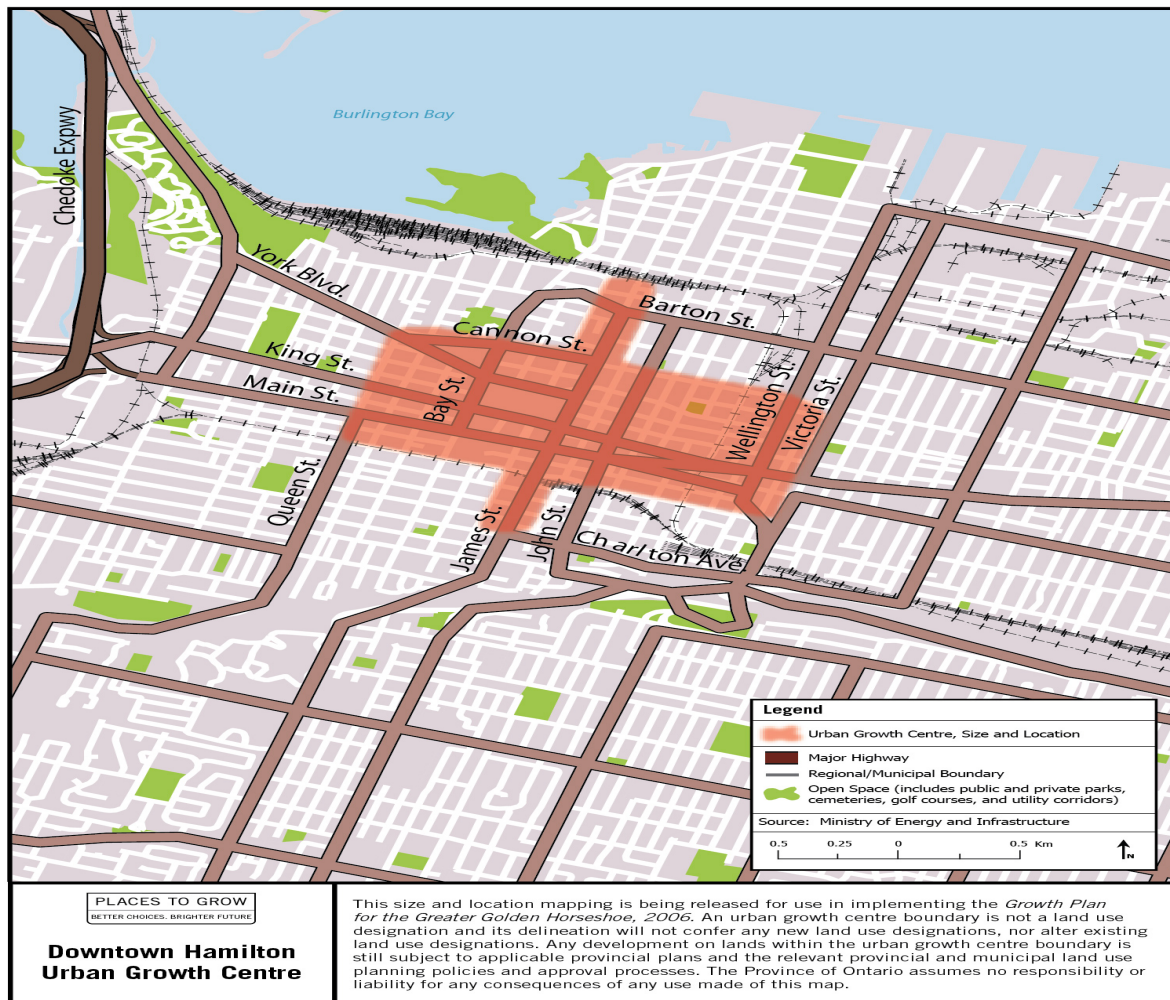 Burlington Bay
Chedoke Expwy
York Blvd.
Cannon St.
Barton St.
King St.
Main St.
Bay St.
Wellington St.
Victoria St.
Queen St.
James St.
John St.
Charlton Ave.
Legend
Urban Growth Centre, Size and Location
Major Highway
Regional/Municipal Boundary
Open Space (includes public and private parks,
cemeteries, golf courses, and utility corridors)
Source: Ministry of Energy and Infrastructure
0.5 0.25 0 0.5 Km
N
PLACES TO GROW
BETTER CHOICES. BRIGHTER FUTURE
Downtown Hamilton
Urban Growth Centre
This size and location mapping is being released for use in implementing the Growth Plan
for the Greater Golden Horseshoe, 2006. An urban growth centre boundary is not a land use
designation and its delineation will not confer any new land use designations, nor alter existing
land use designations. Any development on lands within the urban growth centre boundary is
still subject to applicable provincial plans and the relevant provincial and municipal land use
planning policies and approval processes. The Province of Ontario assumes no responsibility or
liability for any consequences of any use made of this map.